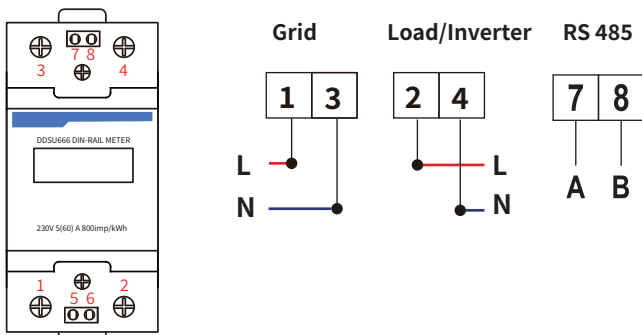 7 8
3 4
DDSU666 DIN-RAIL METER
230V 5(60) A 800imp/kWh
1 2
5 6
Grid Load/Inverter RS 485
1 3 2 4 7 8
L L
N N
A B